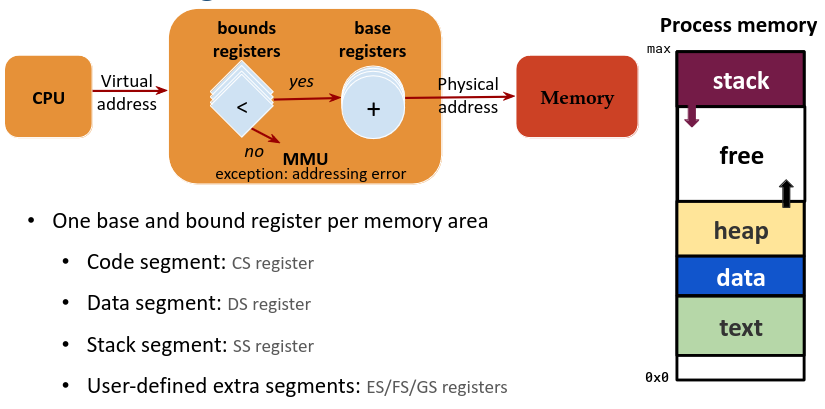 bounds
registers
base
registers
CPU
Virtual
address
<
yes
+
no
MMU
exception: addressing error
Physical
address
Memory
• One base and bound register per memory area
• Code segment: CS register
• Data segment: DS register
• Stack segment: SS register
• User-defined extra segments: ES/FS/GS registers
Process memory
max
stack
free
heap
data
text
0x0